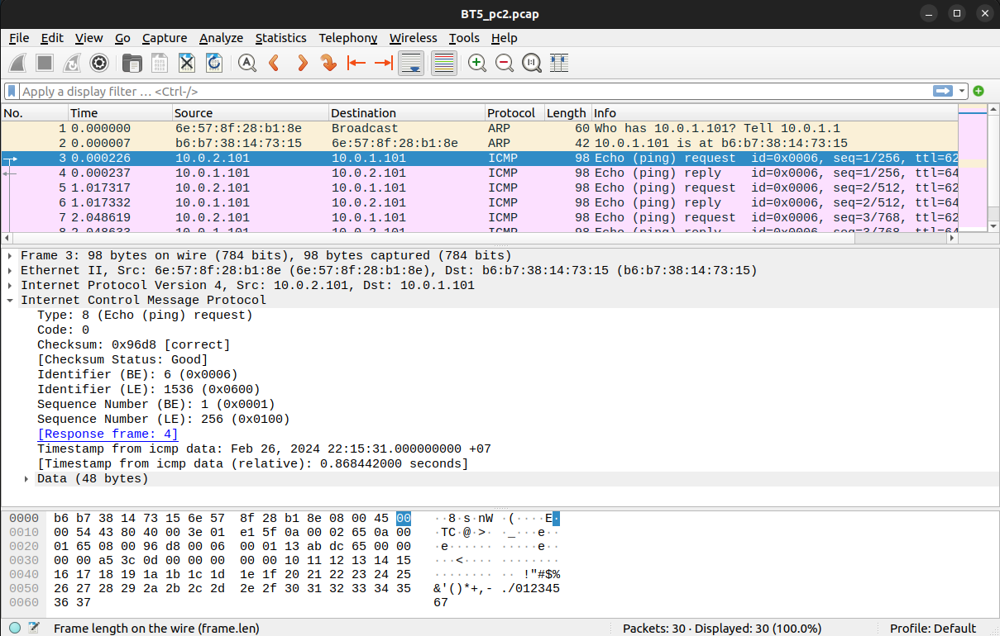 BT5_pc2.pcap
File Edit View Go Capture Analyze Statistics Telephony Wireless Tools Help
Apply a display filter … <Ctrl-/>
No. Time Source Destination Protocol Length Info
1 0.000000 6e:57:8f:28:b1:8e Broadcast ARP 60 Who has 10.0.1.101? Tell 10.0.1.1
2 0.000007 b6:b7:38:14:73:15 6e:57:8f:28:b1:8e ARP 42 10.0.1.101 is at b6:b7:38:14:73:15
3 0.000226 10.0.2.101 10.0.1.101 ICMP 98 Echo (ping) request id=0x0006, seq=1/256, ttl=62
4 0.000237 10.0.1.101 10.0.2.101 ICMP 98 Echo (ping) reply id=0x0006, seq=1/256, ttl=64
5 1.017317 10.0.2.101 10.0.1.101 ICMP 98 Echo (ping) request id=0x0006, seq=2/512, ttl=62
6 1.017332 10.0.1.101 10.0.2.101 ICMP 98 Echo (ping) reply id=0x0006, seq=2/512, ttl=64
7 2.048619 10.0.2.101 10.0.1.101 ICMP 98 Echo (ping) request id=0x0006, seq=3/768, ttl=62
8 2.048633 10.0.1.101 10.0.2.101 ICMP 98 Echo (ping) reply id=0x0006, seq=3/768, ttl=64
Frame 3: 98 bytes on wire (784 bits), 98 bytes captured (784 bits)
Ethernet II, Src: 6e:57:8f:28:b1:8e (6e:57:8f:28:b1:8e), Dst: b6:b7:38:14:73:15 (b6:b7:38:14:73:15)
Internet Protocol Version 4, Src: 10.0.2.101, Dst: 10.0.1.101
Internet Control Message Protocol
Type: 8 (Echo (ping) request)
Code: 0
Checksum: 0x96d8 [correct]
[Checksum Status: Good]
Identifier (BE): 6 (0x0006)
Identifier (LE): 1536 (0x0600)
Sequence Number (BE): 1 (0x0001)
Sequence Number (LE): 256 (0x0100)
[Response frame: 4]
Timestamp from icmp data: Feb 26, 2024 22:15:31.000000000 +07
[Timestamp from icmp data (relative): 0.868442000 seconds]
Data (48 bytes)
0000 b6 b7 38 14 73 15 6e 57 8f 28 b1 8e 08 00 45 00 ··8·s·nW ·(····E·
0010 00 54 43 80 40 00 3e 01 e1 5f 0a 00 02 65 0a 00 ·TC·@·>· ·_···e··
0020 01 65 08 00 96 d8 00 06 00 01 13 ab dc 65 00 00 ·e······ ·····e··
0030 00 00 a5 3c 0d 00 00 00 00 00 10 11 12 13 14 15 ···<···· ········
0040 16 17 18 19 1a 1b 1c 1d 1e 1f 20 21 22 23 24 25 ········ ·· !"#$%
0050 26 27 28 29 2a 2b 2c 2d 2e 2f 30 31 32 33 34 35 &'()*+,- ./012345
0060 36 37 67
Frame length on the wire (frame.len) Packets: 30 · Displayed: 30 (100.0%) Profile: Default